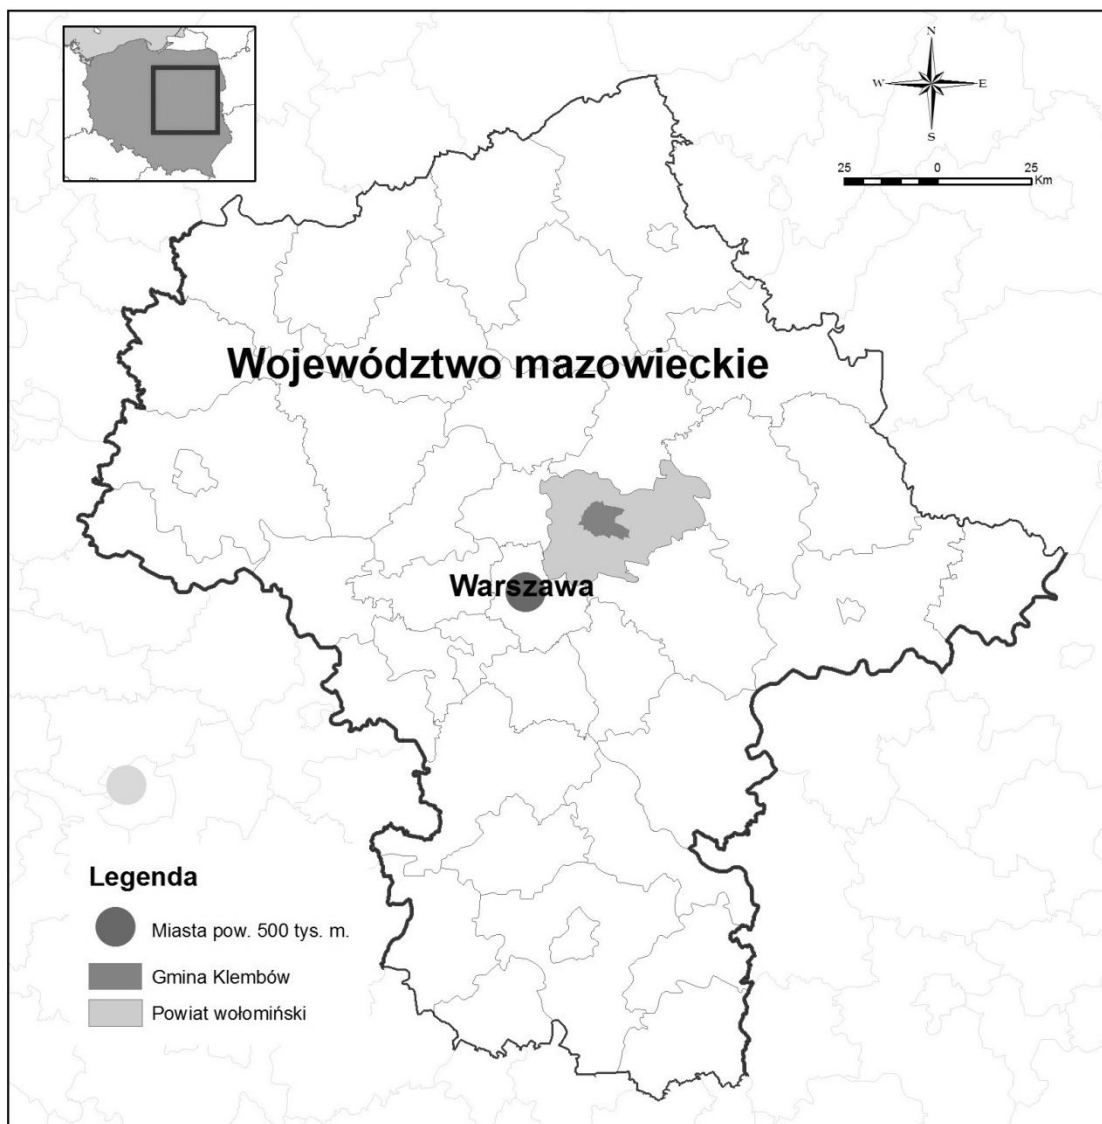 N
W E
S
25 0 25
Km
Województwo mazowieckie
Warszawa
Legenda
Miasta pow. 500 tys. m.
Gmina Klembów
Powiat wołomiński